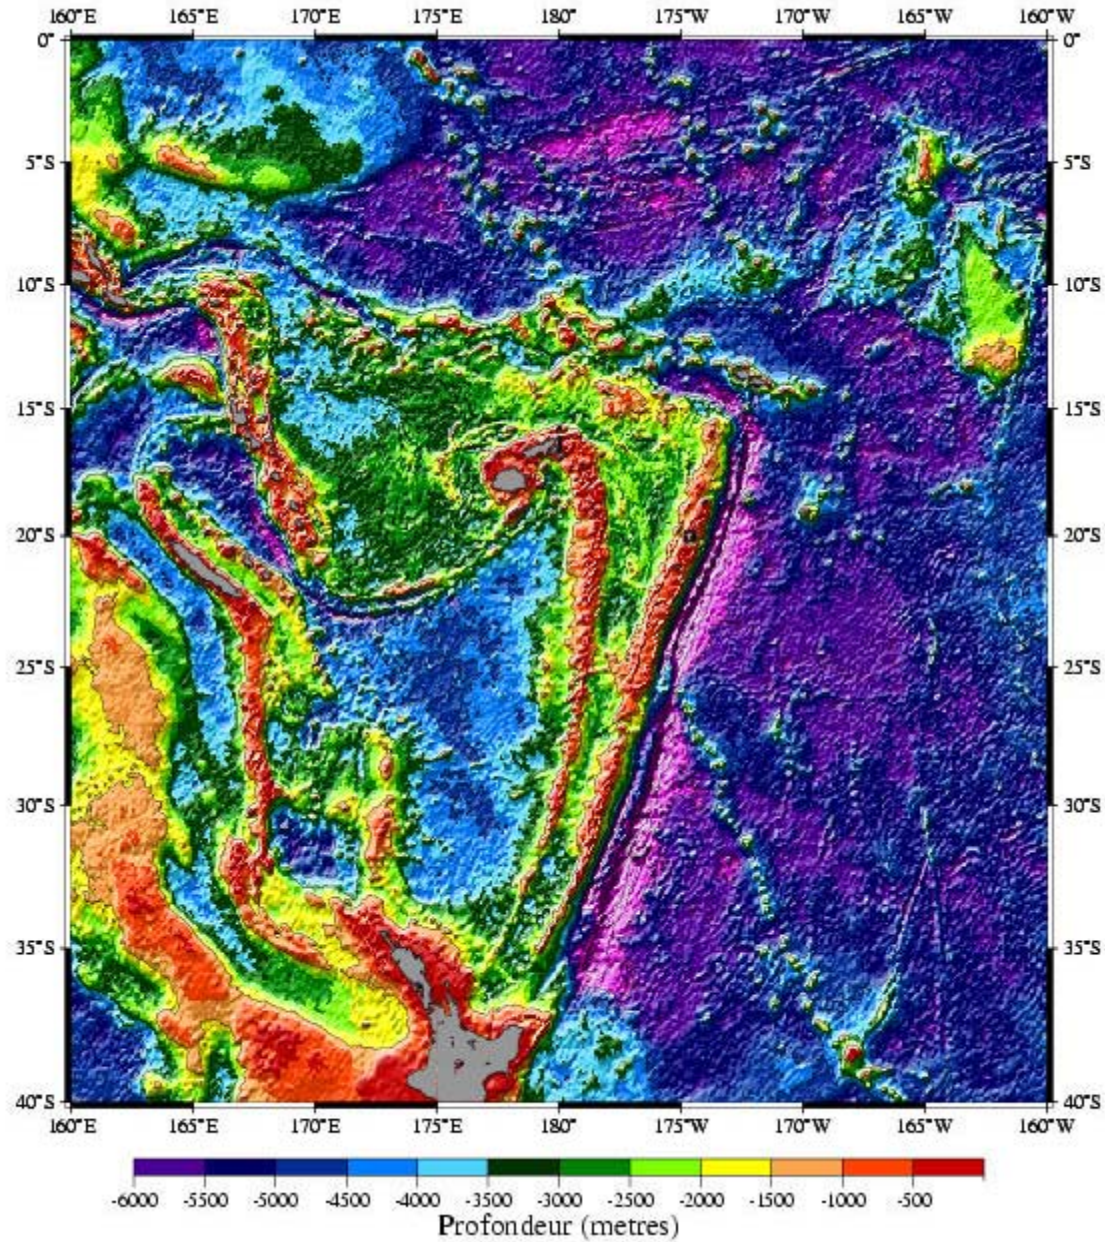 160°E 165°E 170°E 175°E 180° 175°W 170°W 165°W 160°W
0° 0°
5°S 5°S
10°S 10°S
15°S 15°S
20°S 20°S
25°S 25°S
30°S 30°S
35°S 35°S
40°S 40°S
160°E 165°E 170°E 175°E 180° 175°W 170°W 165°W 160°W
-6000 -5500 -5000 -4500 -4000 -3500 -3000 -2500 -2000 -1500 -1000 -500
Profondeur (metres)